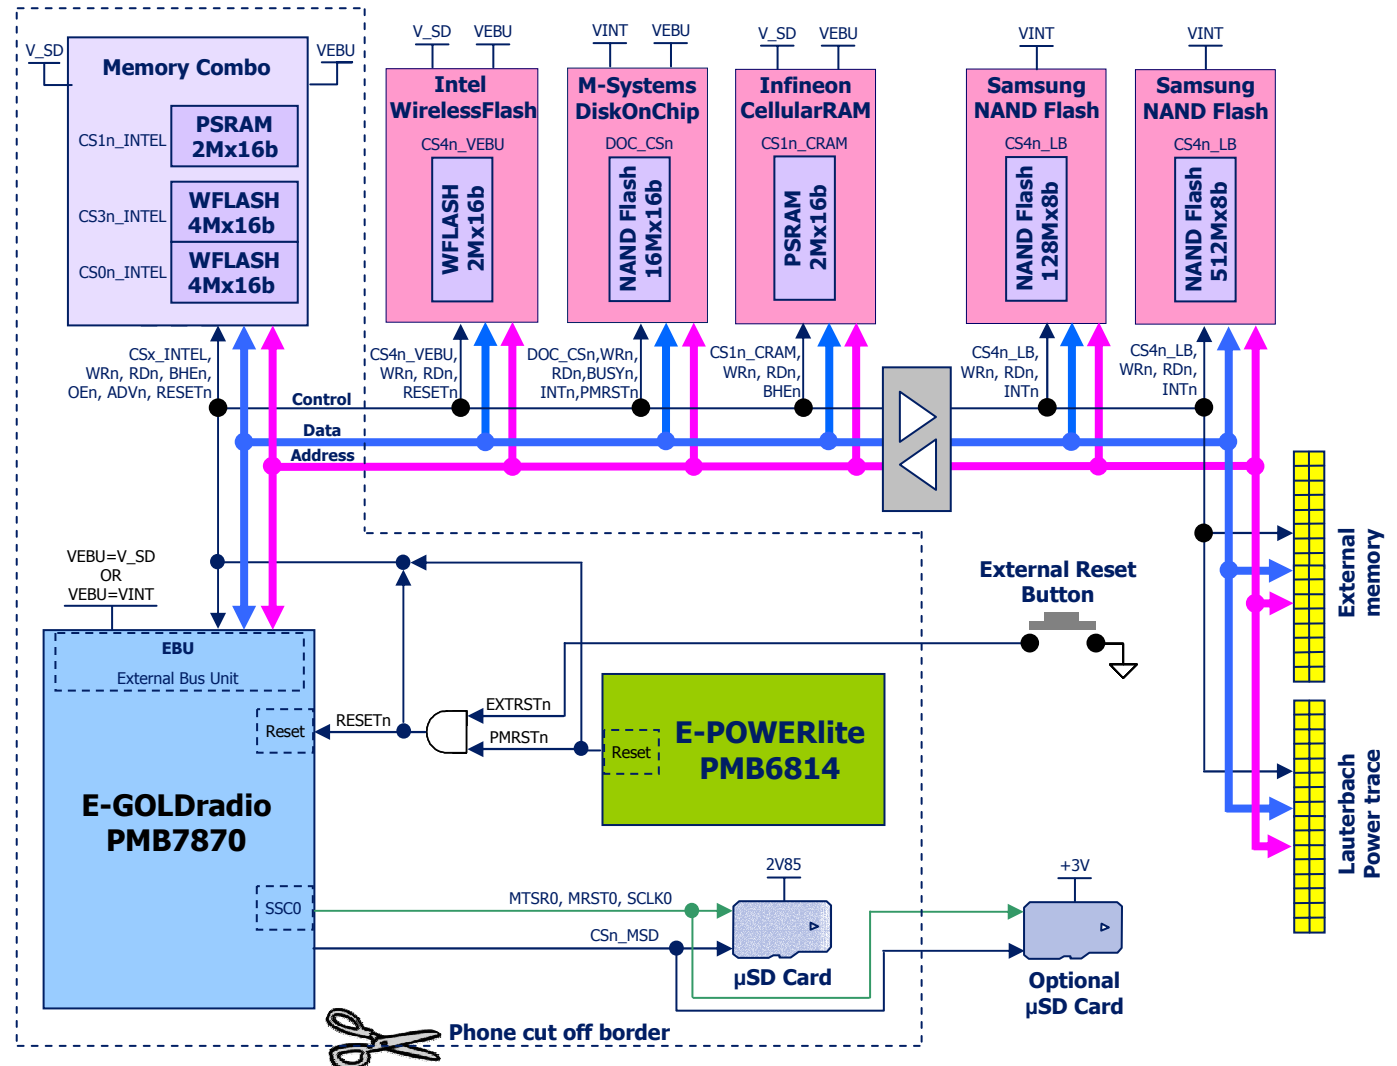 V_SD
VEBU
Memory Combo
CS1n_INTEL
PSRAM
2Mx16b
CS3n_INTEL
WFLASH
4Mx16b
CS0n_INTEL
WFLASH
4Mx16b
CSx_INTEL,
WRn, RDn, BHEn,
OEn, ADVn, RESETn
V_SD
VEBU
Intel
WirelessFlash
CS4n_VEBU
WFLASH
2Mx16b
CS4n_VEBU,
WRn, RDn,
RESETn
VINT
VEBU
M-Systems
DiskOnChip
DOC_CSn
NAND Flash
16Mx16b
DOC_CSn,WRn,
RDn,BUSYn,
INTn,PMRSTn
V_SD
VEBU
Infineon
CellularRAM
CS1n_CRAM
PSRAM
2Mx16b
CS1n_CRAM,
WRn, RDn,
BHEn
VINT
Samsung
NAND Flash
CS4n_LB
NAND Flash
128Mx8b
CS4n_LB,
WRn, RDn,
INTn
VINT
Samsung
NAND Flash
CS4n_LB
NAND Flash
512Mx8b
CS4n_LB,
WRn, RDn,
INTn
Control
Data
Address
External
memory
Lauterbach
Power trace
VEBU=V_SD
OR
VEBU=VINT
EBU
External Bus Unit
Reset
RESETn
EXTRSTn
PMRSTn
Reset
E-POWERlite
PMB6814
External Reset
Button
E-GOLDradio
PMB7870
SSC0
MTSR0, MRST0, SCLK0
CSn_MSD
2V85
µSD Card
+3V
Optional
µSD Card
Phone cut off border